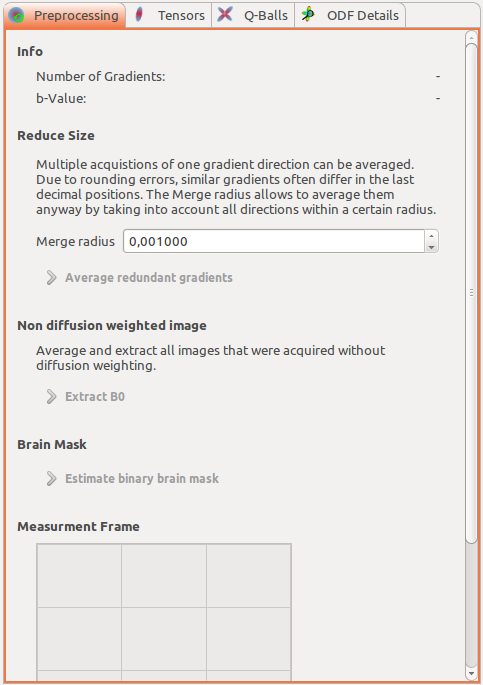 Preprocessing Tensors Q-Balls ODF Details
Info
Number of Gradients: -
b-Value: -
Reduce Size
Multiple acquistions of one gradient direction can be averaged.
Due to rounding errors, similar gradients often differ in the last
decimal positions. The Merge radius allows to average them
anyway by taking into account all directions within a certain radius.
Merge radius 0,001000
Average redundant gradients
Non diffusion weighted image
Average and extract all images that were acquired without
diffusion weighting.
Extract B0
Brain Mask
Estimate binary brain mask
Measurment Frame